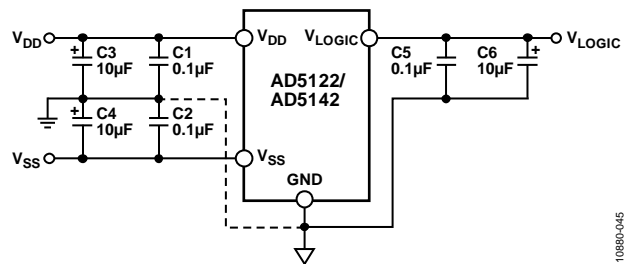 VDD
C3
10µF
C1
0.1µF
VDD
VLOGIC
C5
0.1µF
C6
10µF
VLOGIC
AD5122/
AD5142
C4
10µF
C2
0.1µF
VSS
VSS
GND
10880-045